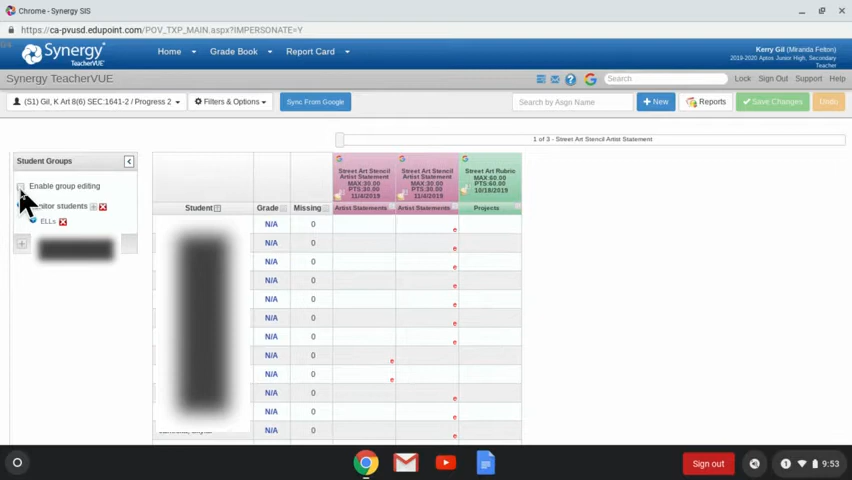 Chrome - Synergy SIS
https://ca-pvusd.edupoint.com/POV_TXP_MAIN.aspx?IMPERSONATE=Y
Synergy TeacherVUE
Home Grade Book Report Card
Kerry Gil (Miranda Felton)
2019-2020 Aptos Junior High, Secondary
Teacher
Synergy TeacherVUE
Search Lock Sign Out Support Help
(S1) Gil, K Art 8(6) SEC:1641-2 / Progress 2 Filters & Options Sync From Google Search by Asgn Name + New Reports Save Changes Undo
1 of 3 - Street Art Stencil Artist Statement
Student Groups
Enable group editing
nitor students
ELLs
Street Art Stencil
Artist Statement
MAX:30.00
PTS:30.00
11/4/2019
Street Art Stencil
Artist Statement
MAX:30.00
PTS:30.00
11/4/2019
Street Art Rubric
MAX:60.00
PTS:60.00
10/18/2019
Student Grade Missing Artist Statements Artist Statements Projects
N/A 0
N/A 0
N/A 0
N/A 0
N/A 0
N/A 0
N/A 0
N/A 0
N/A 0
N/A 0
N/A 0
N/A 0
Sign out 1 9:53